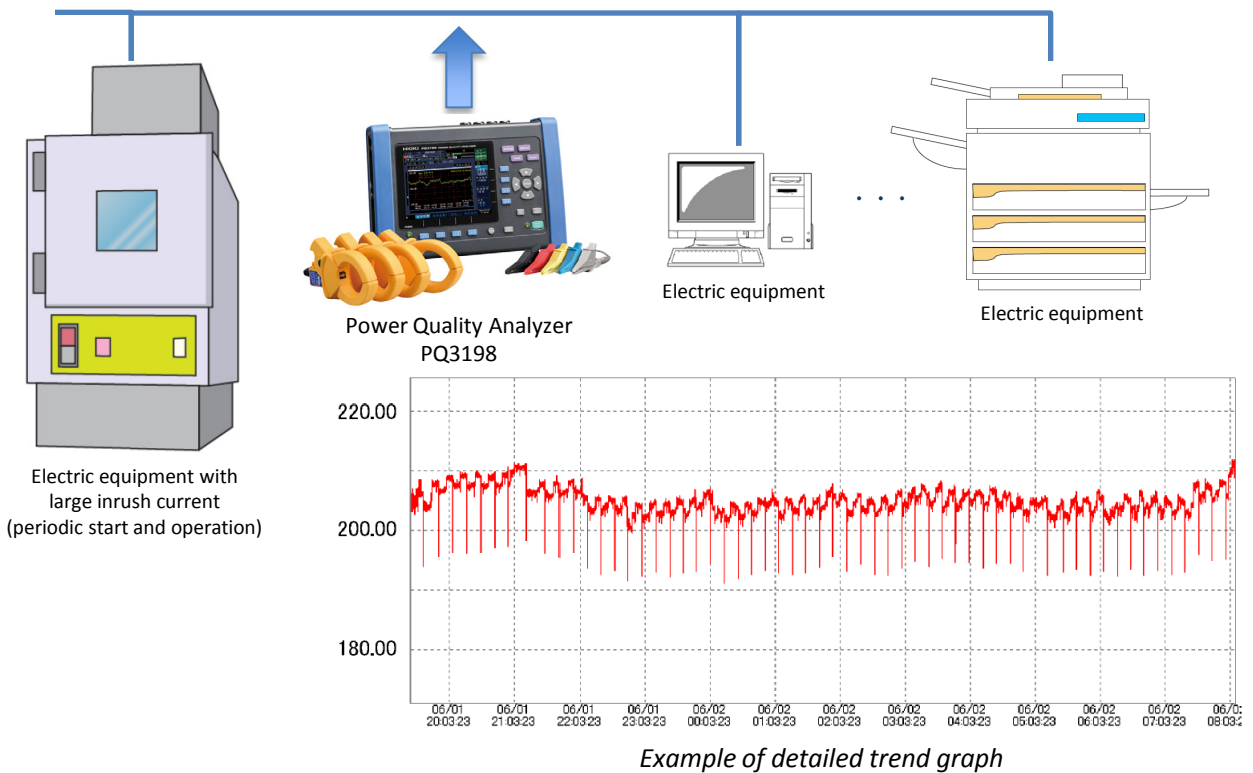 HIOKI
Power Quality Analyzer
PQ3198
Electric equipment
Electric equipment
Electric equipment with
large inrush current
(periodic start and operation)
220.00
200.00
180.00
06/01 06/01 06/01 06/01 06/02 06/02 06/02 06/02 06/02 06/02 06/02 06/02
20:03:23 21:03:23 22:03:23 23:03:23 00:03:23 01:03:23 02:03:23 03:03:23 04:03:23 05:03:23 06:03:23 07:03:23
Example of detailed trend graph